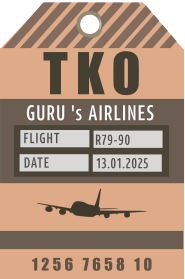 TKO
GURU 's AIRLINES
FLIGHT R79-90
DATE 13.01.2025
1256 7658 10